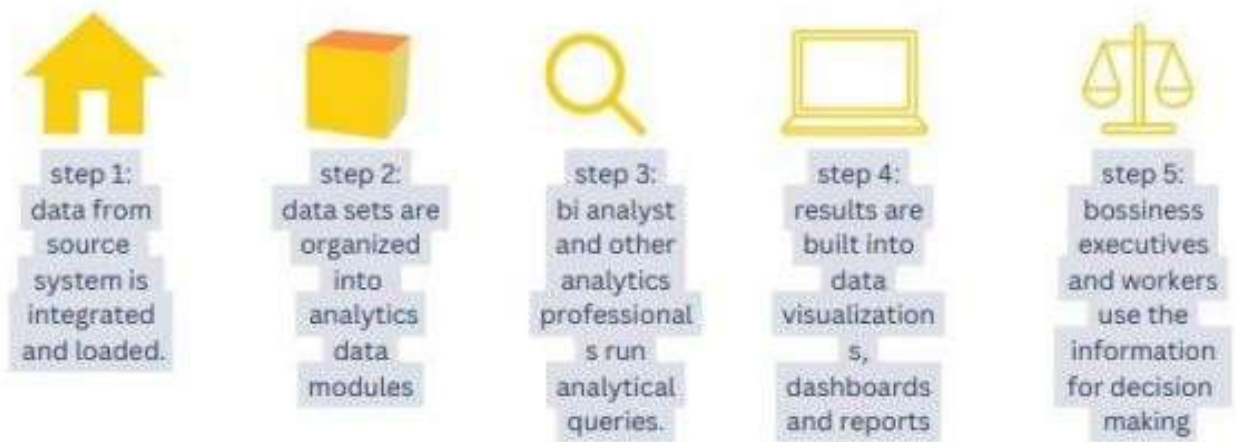 step 1:
data from
source
system is
integrated
and loaded.
step 2:
data sets are
organized
into
analytics
data
modules
step 3:
bi analyst
and other
analytics
professional
s run
analytical
queries.
step 4:
results are
built into
data
visualization
s,
dashboards
and reports
step 5:
bossiness
executives
and workers
use the
information
for decision
making